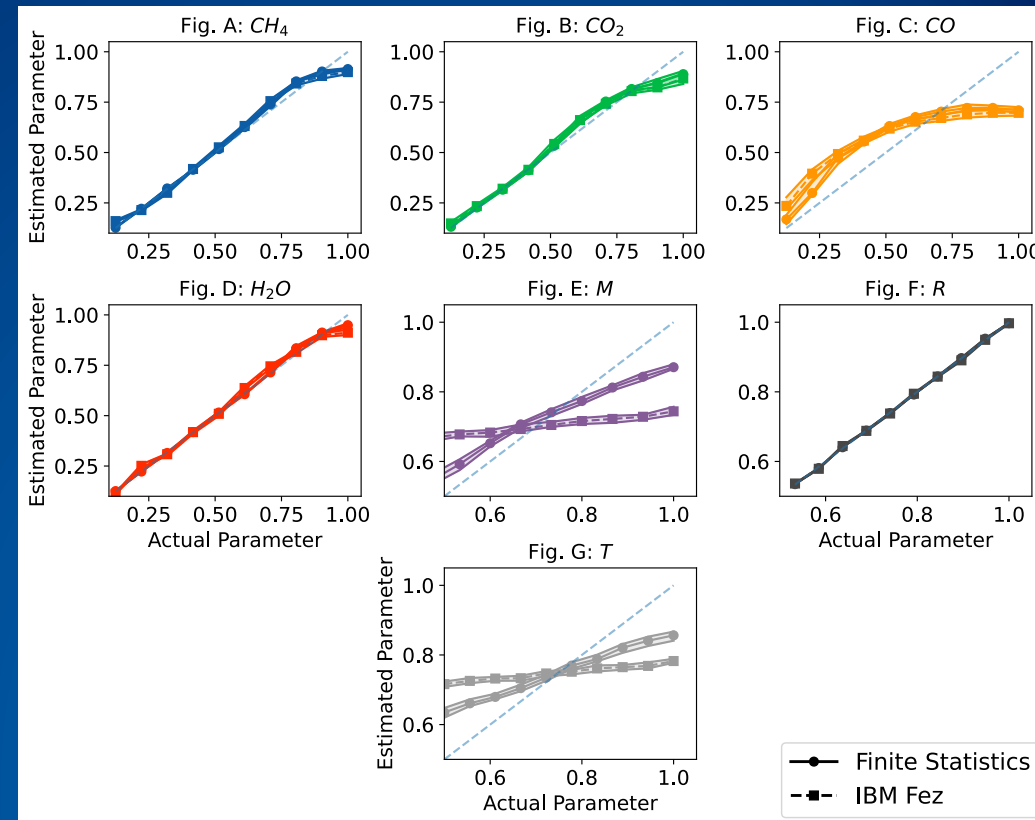 Fig. A: CH₄
Fig. B: CO₂
Fig. C: CO
Estimated Parameter
1.00
0.75
0.50
0.25
0.25 0.50 0.75 1.00
1.00
0.75
0.50
0.25
0.25 0.50 0.75 1.00
1.00
0.75
0.50
0.25
0.25 0.50 0.75 1.00
Fig. D: H₂O
Fig. E: M
Fig. F: R
Estimated Parameter
1.00
0.75
0.50
0.25
0.25 0.50 0.75 1.00
Actual Parameter
1.0
0.8
0.6
0.6 0.8 1.0
1.0
0.8
0.6
0.6 0.8 1.0
Actual Parameter
Fig. G: T
Estimated Parameter
1.0
0.8
0.6
0.6 0.8 1.0
Actual Parameter
Finite Statistics
IBM Fez